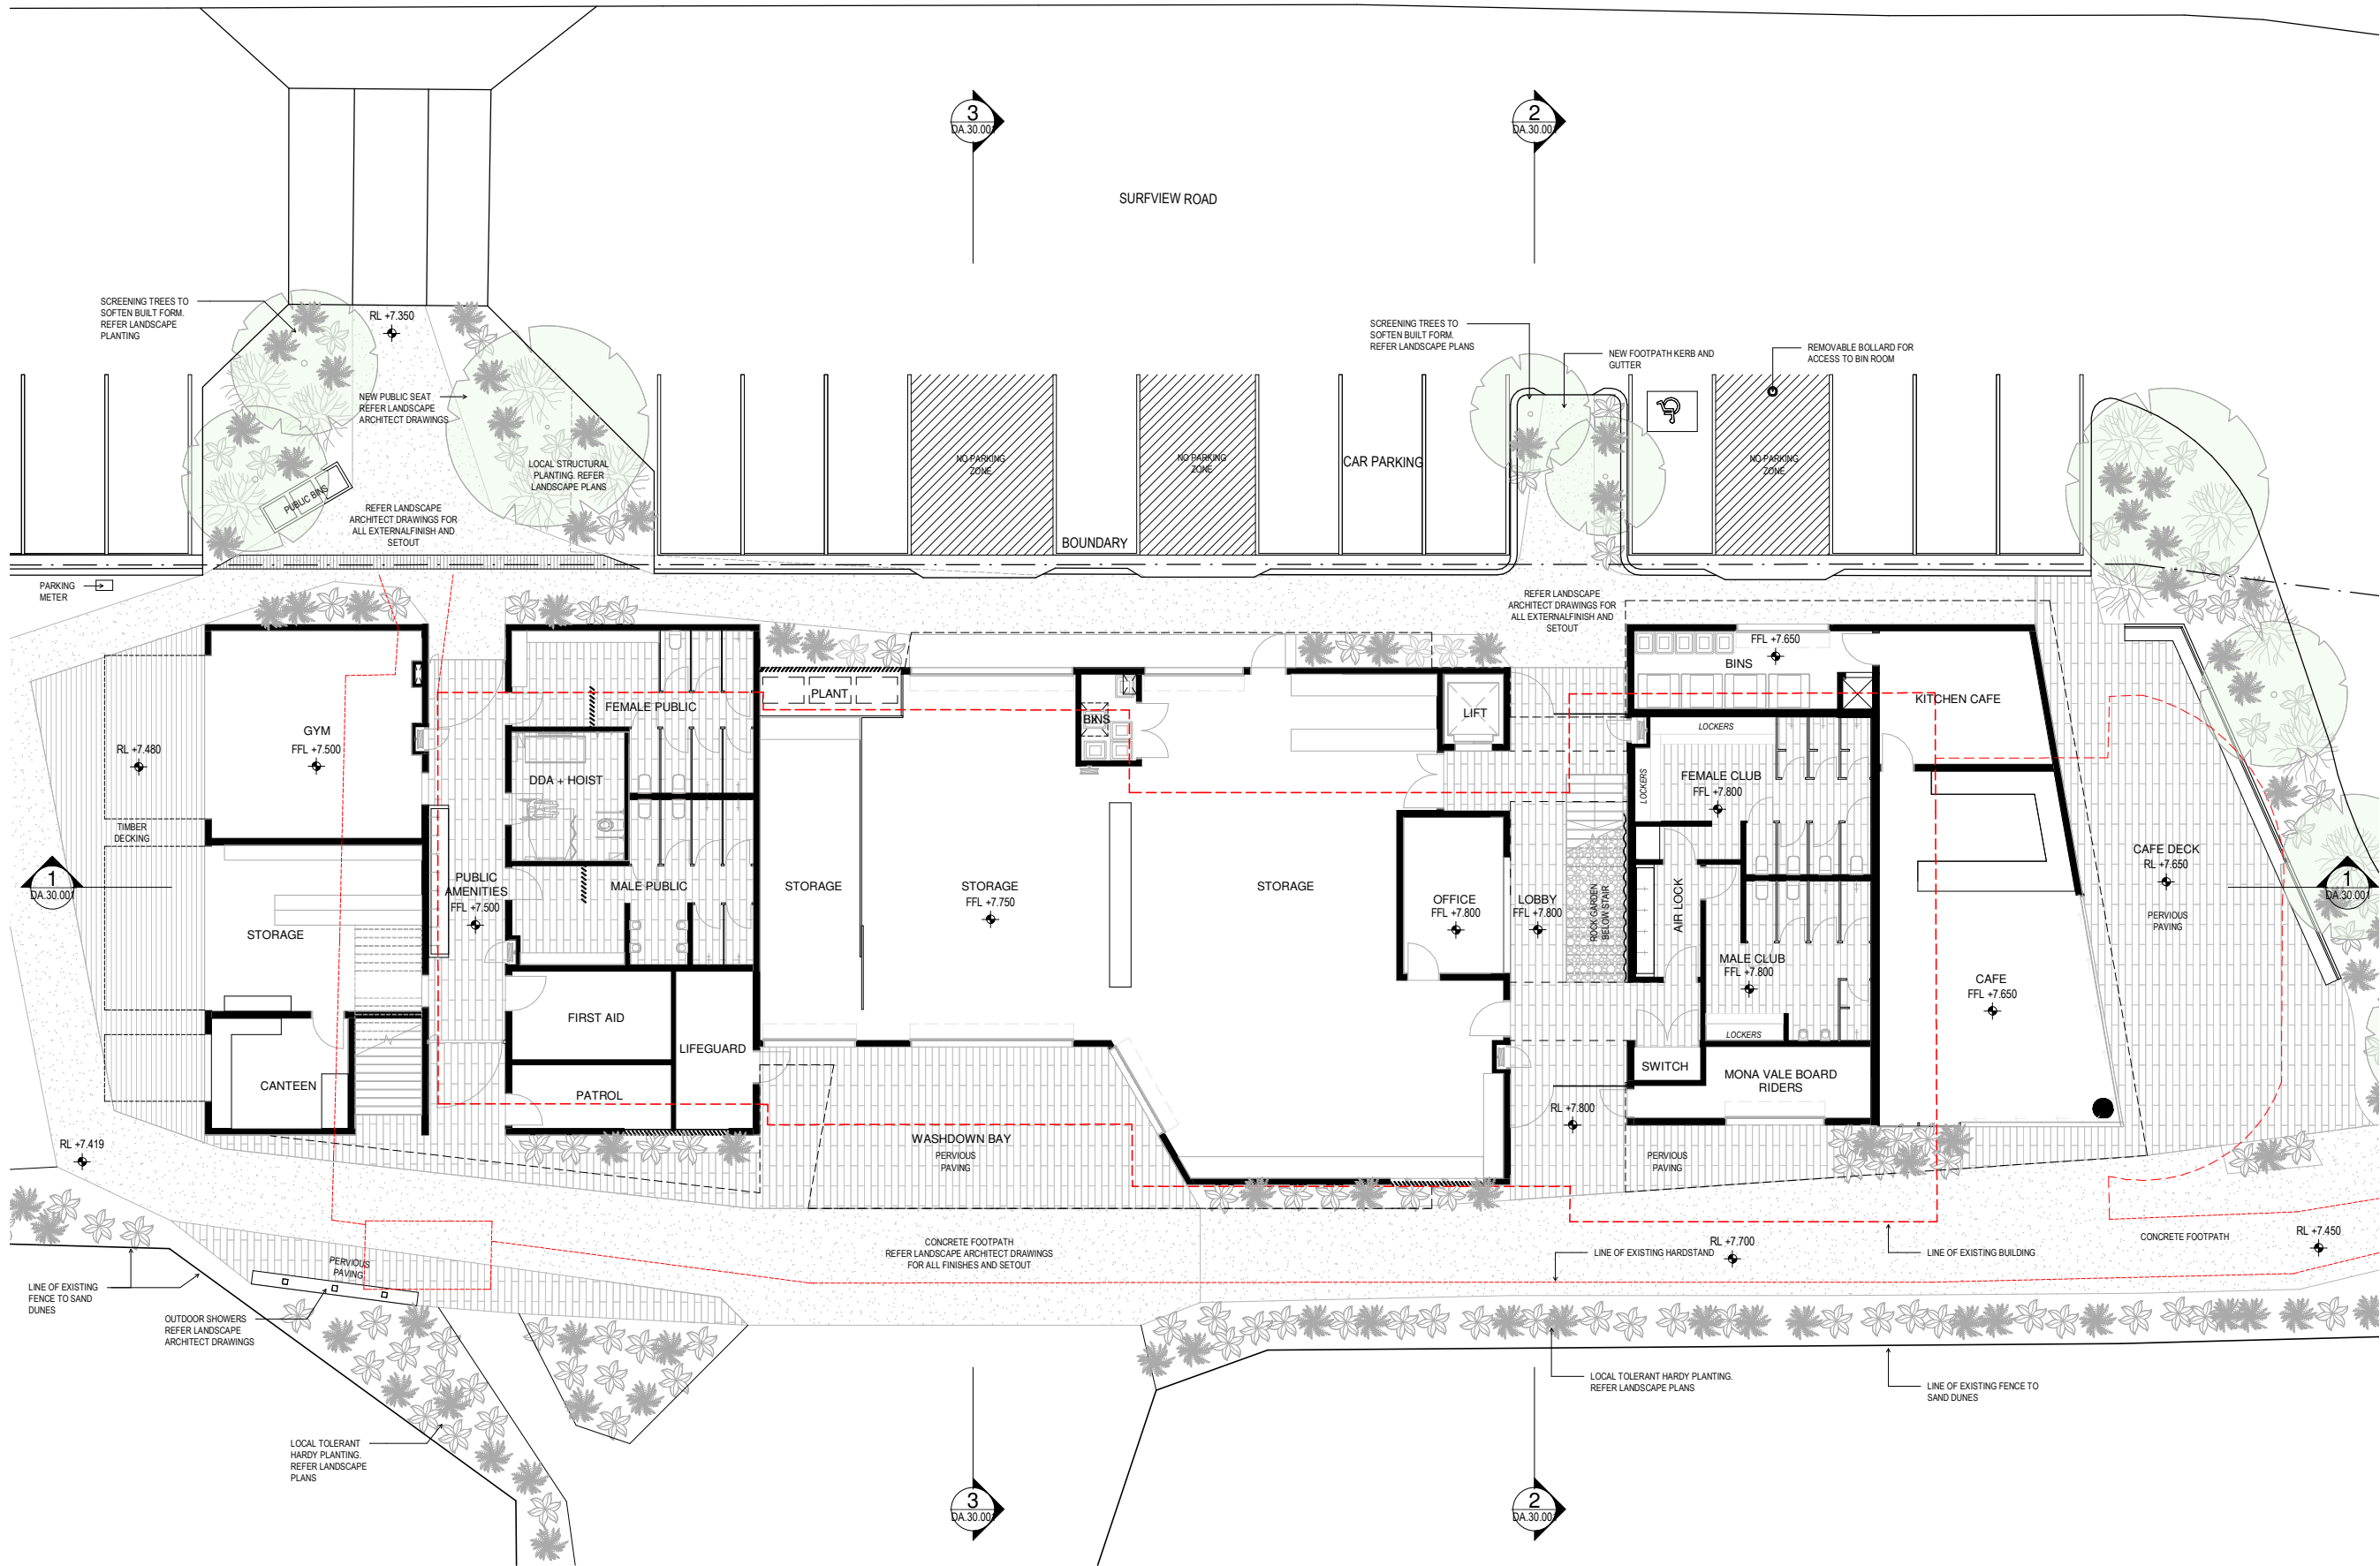 3
DA.30.001
2
DA.30.001
SURFVIEW ROAD
SCREENING TREES TO
SOFTEN BUILT FORM.
REFER LANDSCAPE
PLANTING
RL +7.350
SCREENING TREES TO
SOFTEN BUILT FORM.
REFER LANDSCAPE PLANS
NEW FOOTPATH KERB AND
GUTTER
REMOVABLE BOLLARD FOR
ACCESS TO BIN ROOM
NEW PUBLIC SEAT
REFER LANDSCAPE
ARCHITECT DRAWINGS
LOCAL STRUCTURAL
PLANTING. REFER
LANDSCAPE PLANS
NO PARKING
ZONE
NO PARKING
ZONE
CAR PARKING
NO PARKING
ZONE
PUBLIC BINS
REFER LANDSCAPE
ARCHITECT DRAWINGS FOR
ALL EXTERNALFINISH AND
SETOUT
BOUNDARY
PARKING
METER
REFER LANDSCAPE
ARCHITECT DRAWINGS FOR
ALL EXTERNALFINISH AND
SETOUT
FFL +7.650
BINS
KITCHEN CAFE
PLANT
FEMALE PUBLIC
BINS
LIFT
GYM
FFL +7.500
RL +7.480
DDA + HOIST
LOCKERS
LOCKERS
FEMALE CLUB
FFL +7.800
TIMBER
DECKING
CAFE DECK
RL +7.650
1
DA.30.001
PUBLIC
AMENITIES
FFL +7.500
MALE PUBLIC
STORAGE
STORAGE
FFL +7.750
STORAGE
OFFICE
FFL +7.800
LOBBY
FFL +7.800
ROCK GARDEN
BELOW STAIR
AIR LOCK
1
DA.30.001
PERVIOUS
PAVING
STORAGE
MALE CLUB
FFL +7.800
CAFE
FFL +7.650
FIRST AID
LIFEGUARD
LOCKERS
CANTEEN
PATROL
SWITCH
MONA VALE BOARD
RIDERS
RL +7.800
RL +7.419
WASHDOWN BAY
PERVIOUS
PAVING
PERVIOUS
PAVING
CONCRETE FOOTPATH
REFER LANDSCAPE ARCHITECT DRAWINGS
FOR ALL FINISHES AND SETOUT
LINE OF EXISTING HARDSTAND
RL +7.700
LINE OF EXISTING BUILDING
CONCRETE FOOTPATH
RL +7.450
PERVIOUS
PAVING
LINE OF EXISTING
FENCE TO SAND
DUNES
OUTDOOR SHOWERS
REFER LANDSCAPE
ARCHITECT DRAWINGS
LOCAL TOLERANT HARDY PLANTING.
REFER LANDSCAPE PLANS
LINE OF EXISTING FENCE TO
SAND DUNES
LOCAL TOLERANT
HARDY PLANTING.
REFER LANDSCAPE
PLANS
3
DA.30.001
2
DA.30.001